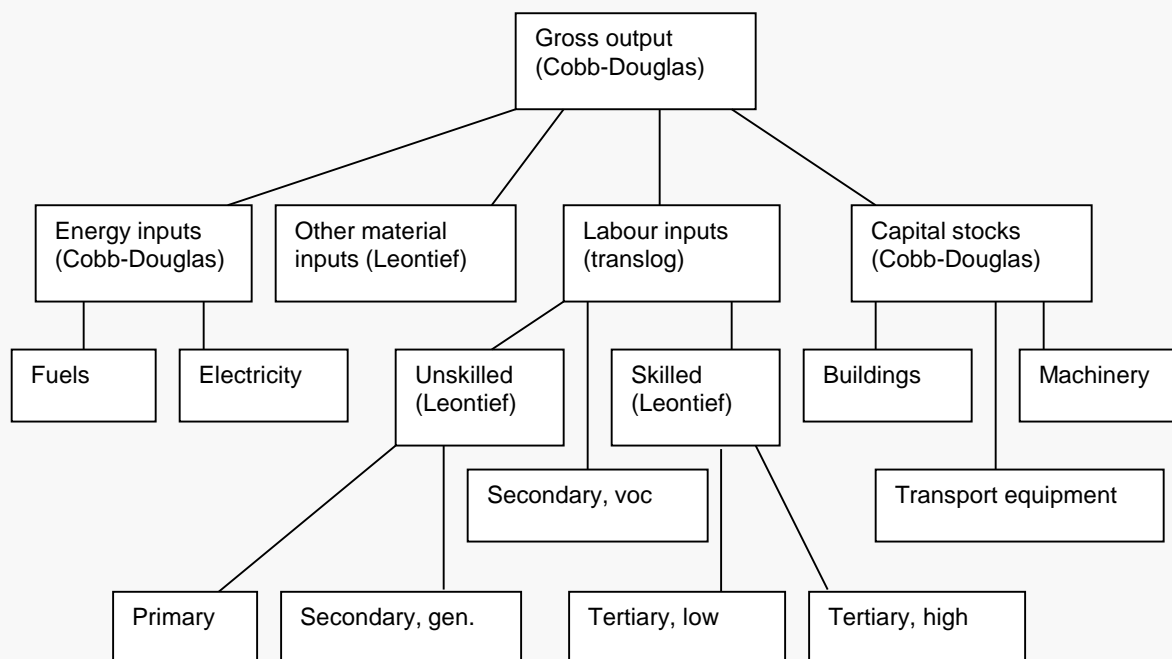 Gross output
(Cobb-Douglas)
Energy inputs
(Cobb-Douglas)
Other material
inputs (Leontief)
Labour inputs
(translog)
Capital stocks
(Cobb-Douglas)
Fuels
Electricity
Unskilled
(Leontief)
Skilled
(Leontief)
Buildings
Machinery
Secondary, voc
Transport equipment
Primary
Secondary, gen.
Tertiary, low
Tertiary, high